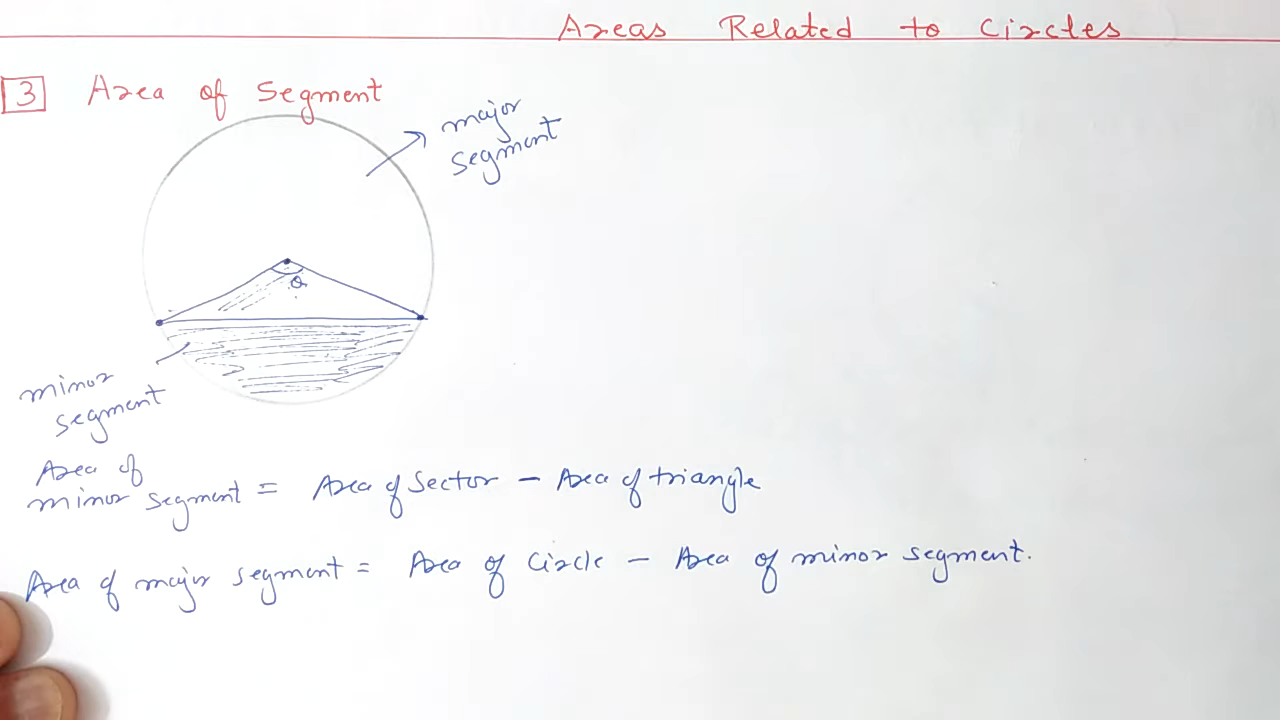 Areas Related to Circles
3 Area of Segment
major
segment
θ
minor
segment
Area of
minor segment = Area of Sector - Area of triangle
Area of major segment = Area of Circle - Area of minor segment.